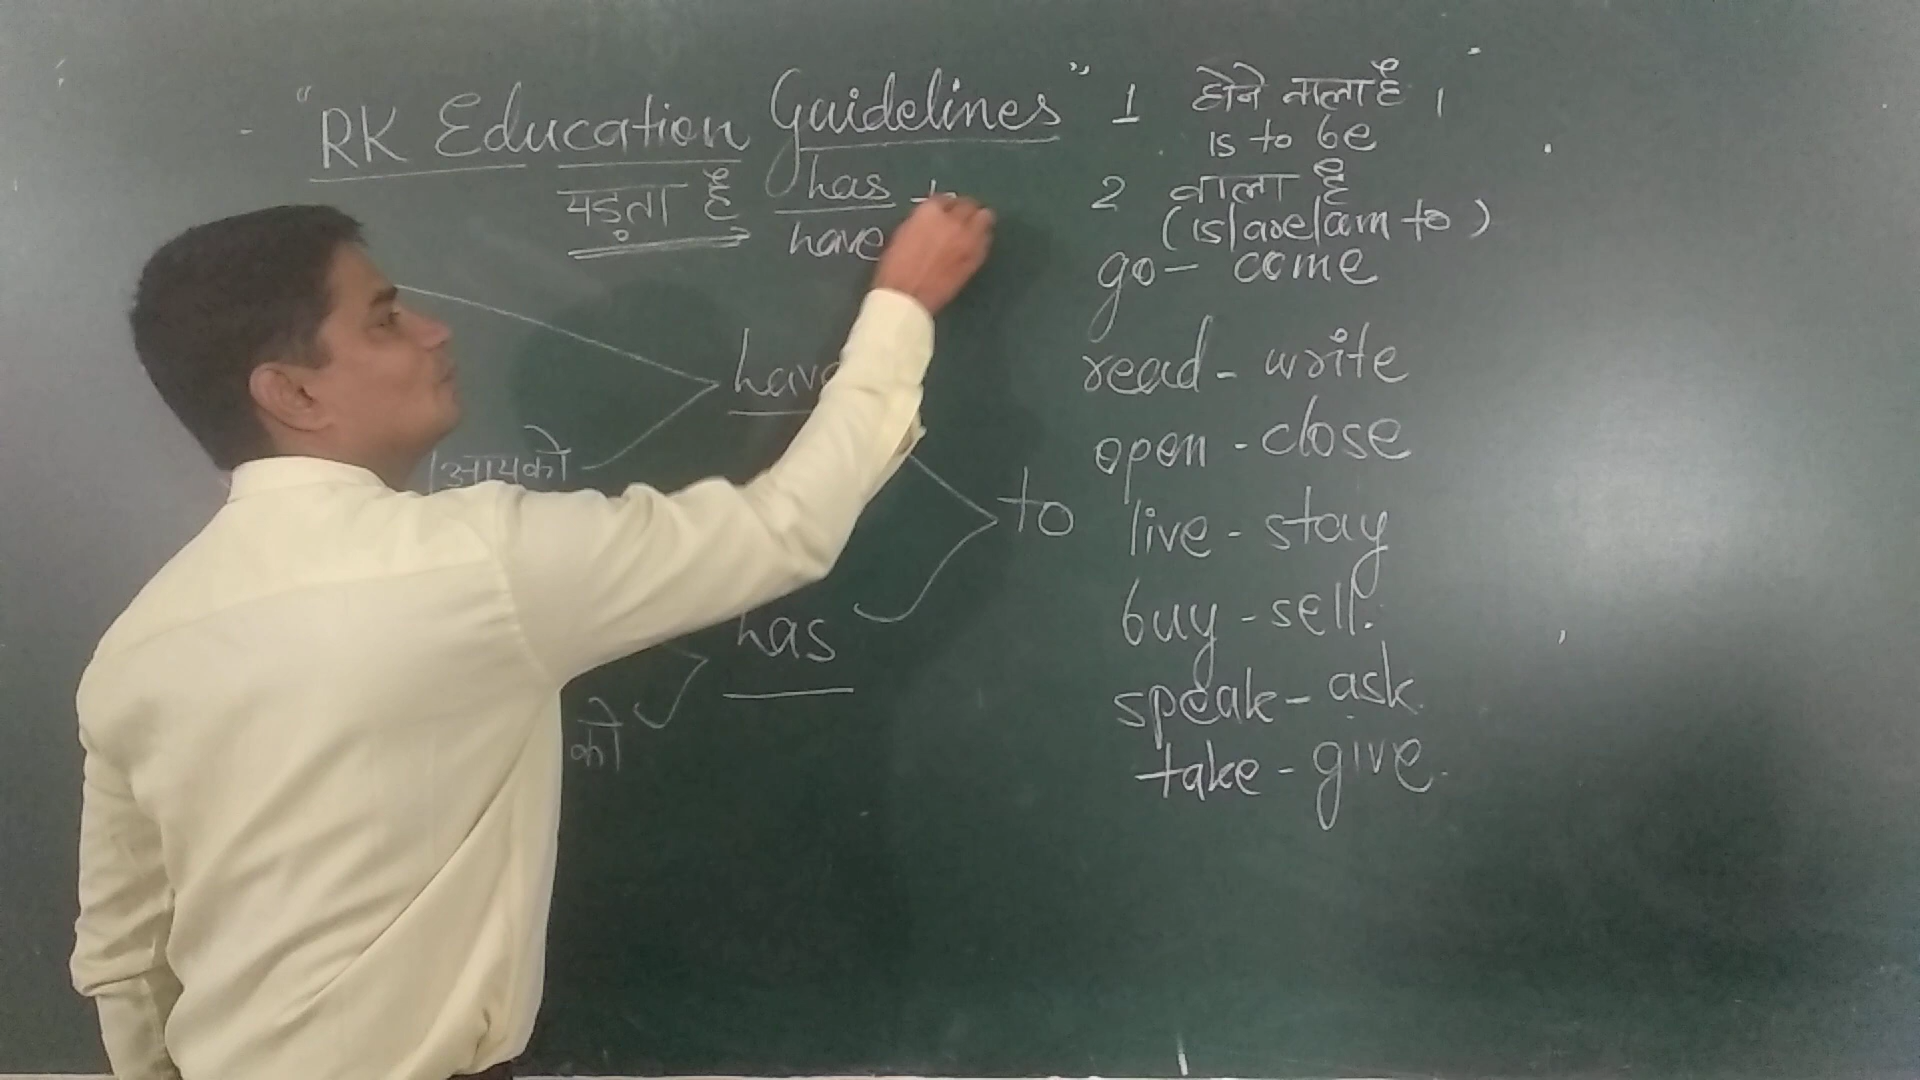 "RK Education Guidelines"
पड़ता है has
have
have
आपको
to
has
को
1 होने वाला है ।
is to be
2 वाला है
(is/are/am to)
go - come
read - write
open - close
live - stay
buy - sell.
speak - ask.
take - give.